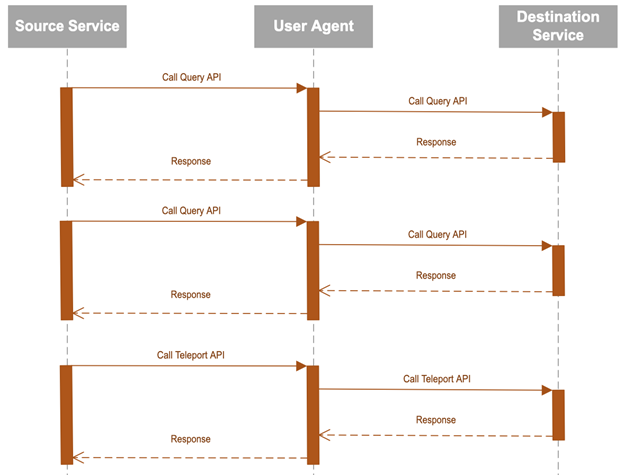 Source Service
User Agent
Destination
Service
Call Query API
Call Query API
Response
Response
Call Query API
Call Query API
Response
Response
Call Teleport API
Call Teleport API
Response
Response